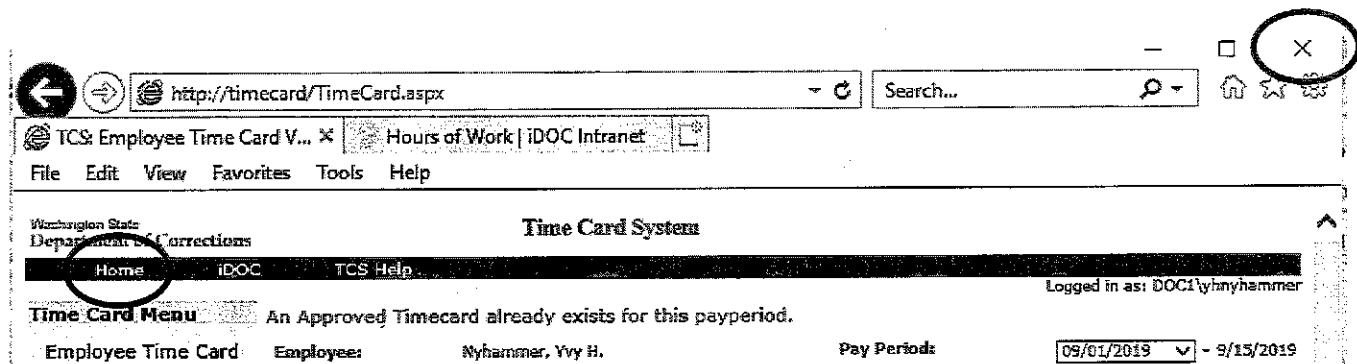 http://timecard/TimeCard.aspx Search...
TCS: Employee Time Card V... Hours of Work | iDOC Intranet
File Edit View Favorites Tools Help
Washington State
Department of Corrections
Time Card System
Home iDOC TCS Help
Logged in as: DOC1\yhnyhammer
Time Card Menu An Approved Timecard already exists for this payperiod.
Employee Time Card Employee: Nyhammer, Yvy H. Pay Period: 09/01/2019 - 9/15/2019